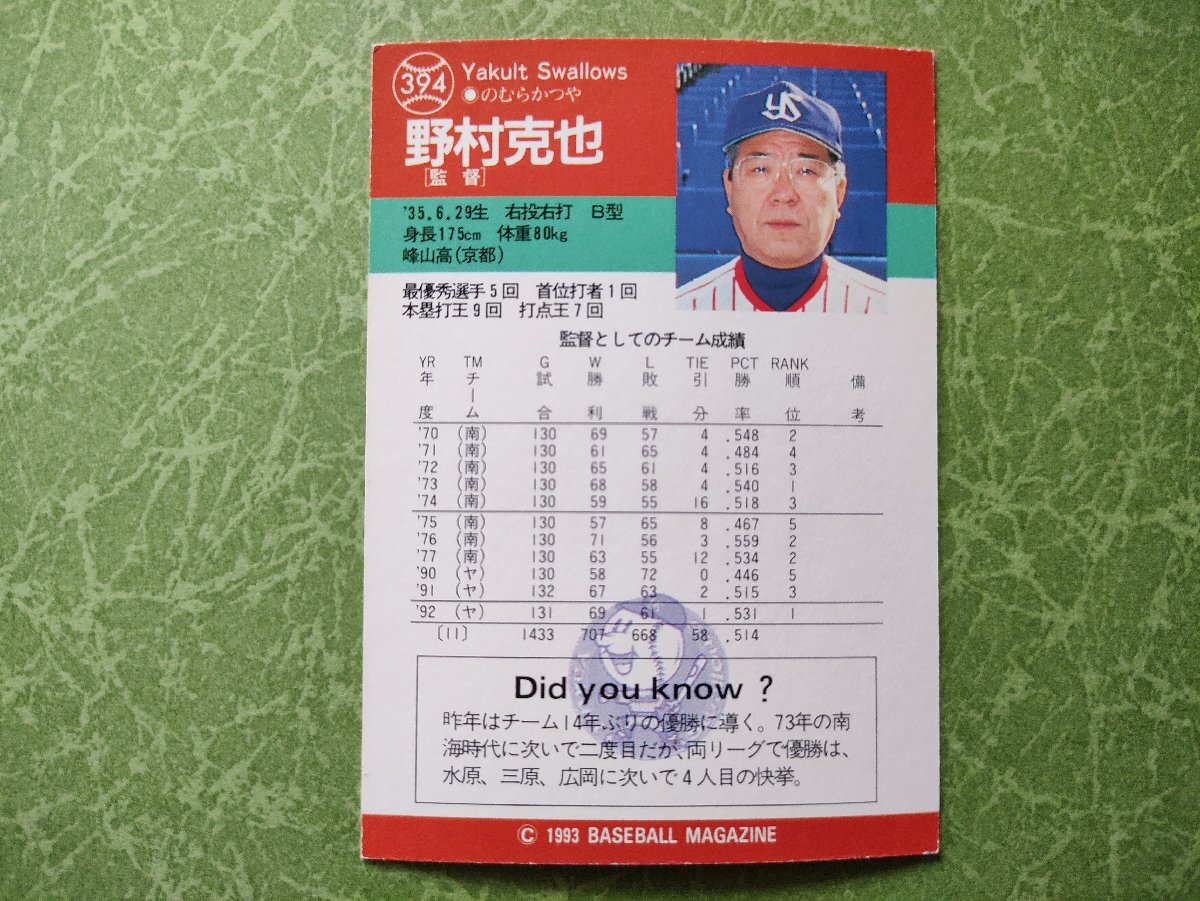 394
Yakult Swallows
◉のむらかつや
野村克也
[監督]
YS
'35.6.29生 右投右打 B型
身長175cm 体重80kg
峰山高(京都)
最優秀選手5回 首位打者1回
本塁打王9回 打点王7回
監督としてのチーム成績
YR TM G W L TIE PCT RANK
年度 チーム 試合 勝利 敗戦 引分 勝率 順位 備考
'70 (南) 130 69 57 4 .548 2
'71 (南) 130 61 65 4 .484 4
'72 (南) 130 65 61 4 .516 3
'73 (南) 130 68 58 4 .540 1
'74 (南) 130 59 55 16 .518 3
'75 (南) 130 57 65 8 .467 5
'76 (南) 130 71 56 3 .559 2
'77 (南) 130 63 55 12 .534 2
'90 (ヤ) 130 58 72 0 .446 5
'91 (ヤ) 132 67 63 2 .515 3
'92 (ヤ) 131 69 61 1 .531 1
〔11〕 1433 707 668 58 .514
Did you know ?
昨年はチーム14年ぶりの優勝に導く。73年の南
海時代に次いで二度目だが、両リーグで優勝は、
水原、三原、広岡に次いで4人目の快挙。
© 1993 BASEBALL MAGAZINE